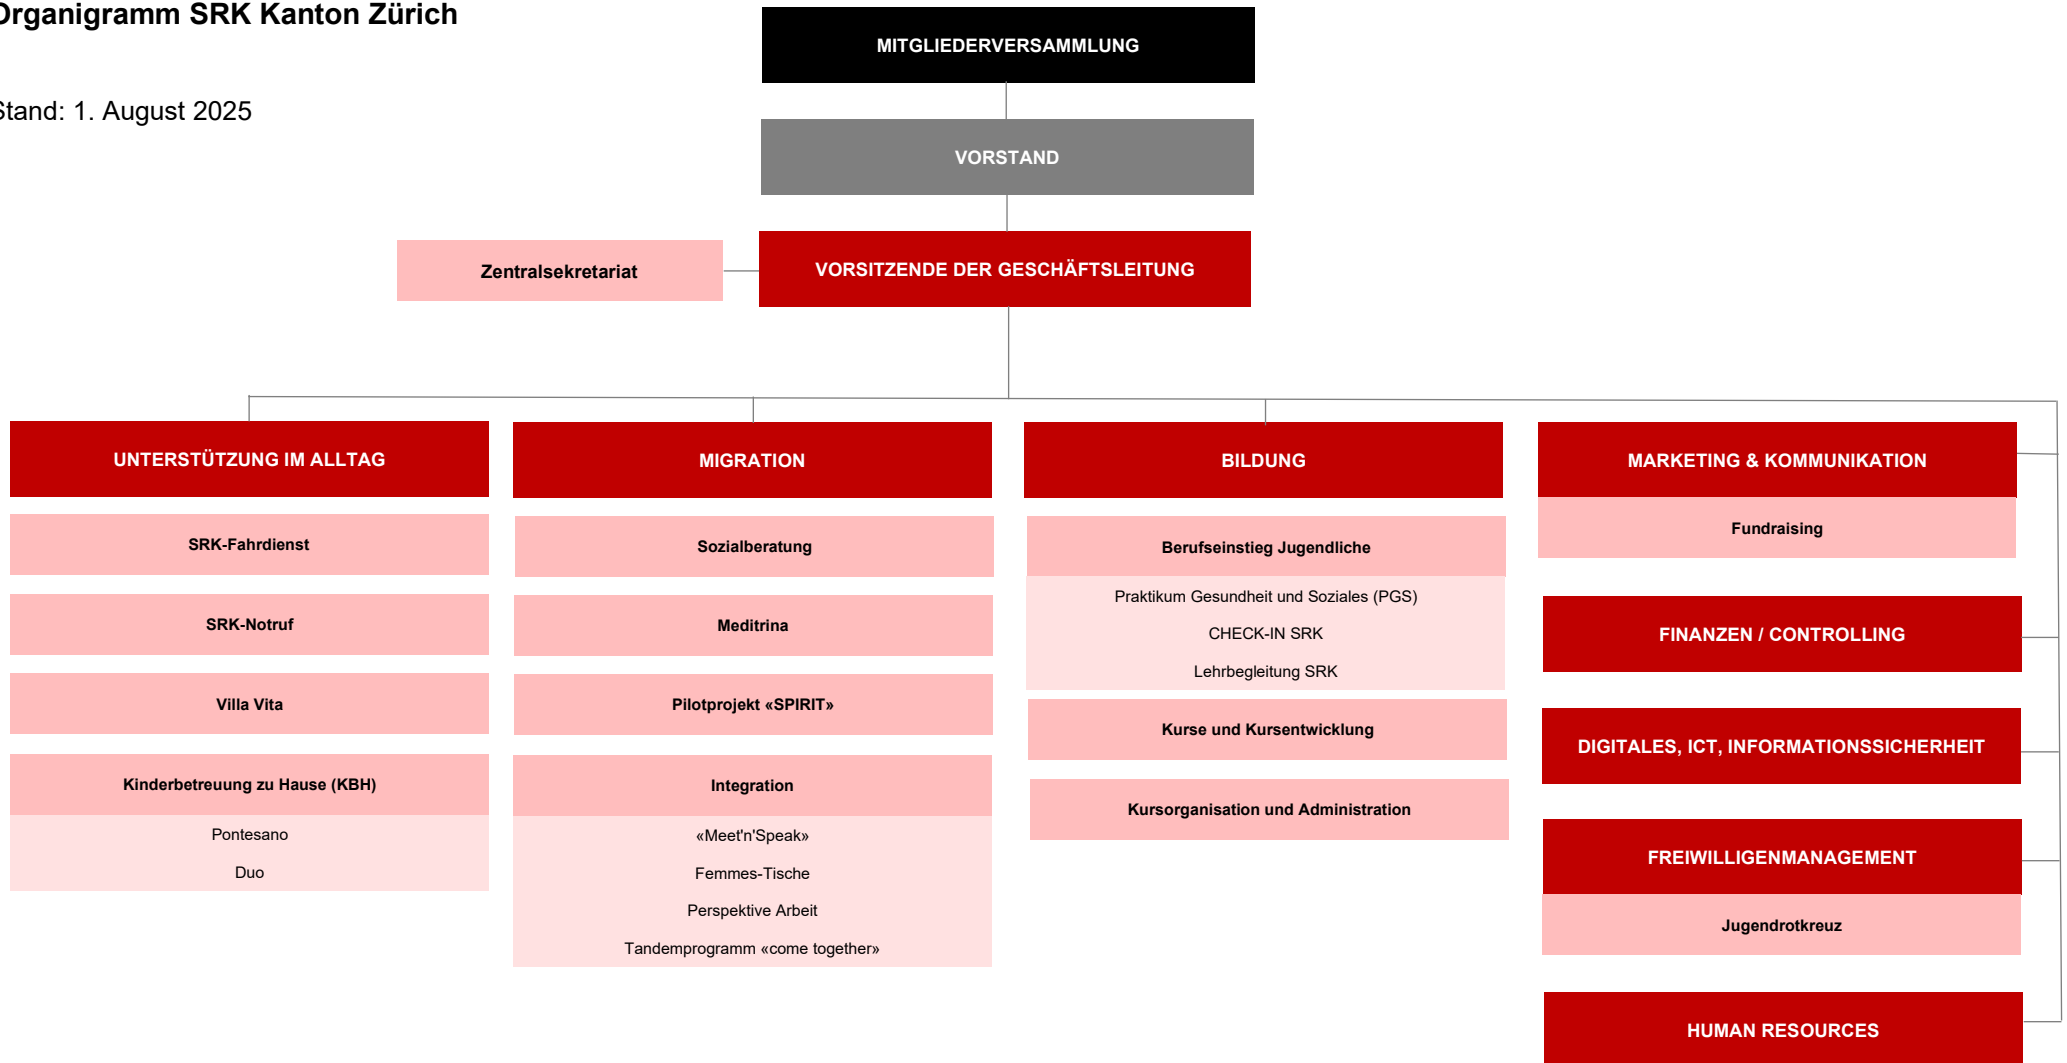 Organigramm SRK Kanton Zürich
Stand: 1. August 2025
MITGLIEDERVERSAMMLUNG
VORSTAND
Zentralsekretariat
VORSITZENDE DER GESCHÄFTSLEITUNG
UNTERSTÜTZUNG IM ALLTAG
SRK-Fahrdienst
SRK-Notruf
Villa Vita
Kinderbetreuung zu Hause (KBH)
Pontesano
Duo
MIGRATION
Sozialberatung
Meditrina
Pilotprojekt «SPIRIT»
Integration
«Meet'n'Speak»
Femmes-Tische
Perspektive Arbeit
Tandemprogramm «come together»
BILDUNG
Berufseinstieg Jugendliche
Praktikum Gesundheit und Soziales (PGS)
CHECK-IN SRK
Lehrbegleitung SRK
Kurse und Kursentwicklung
Kursorganisation und Administration
MARKETING & KOMMUNIKATION
Fundraising
FINANZEN / CONTROLLING
DIGITALES, ICT, INFORMATIONSSICHERHEIT
FREIWILLIGENMANAGEMENT
Jugendrotkreuz
HUMAN RESOURCES